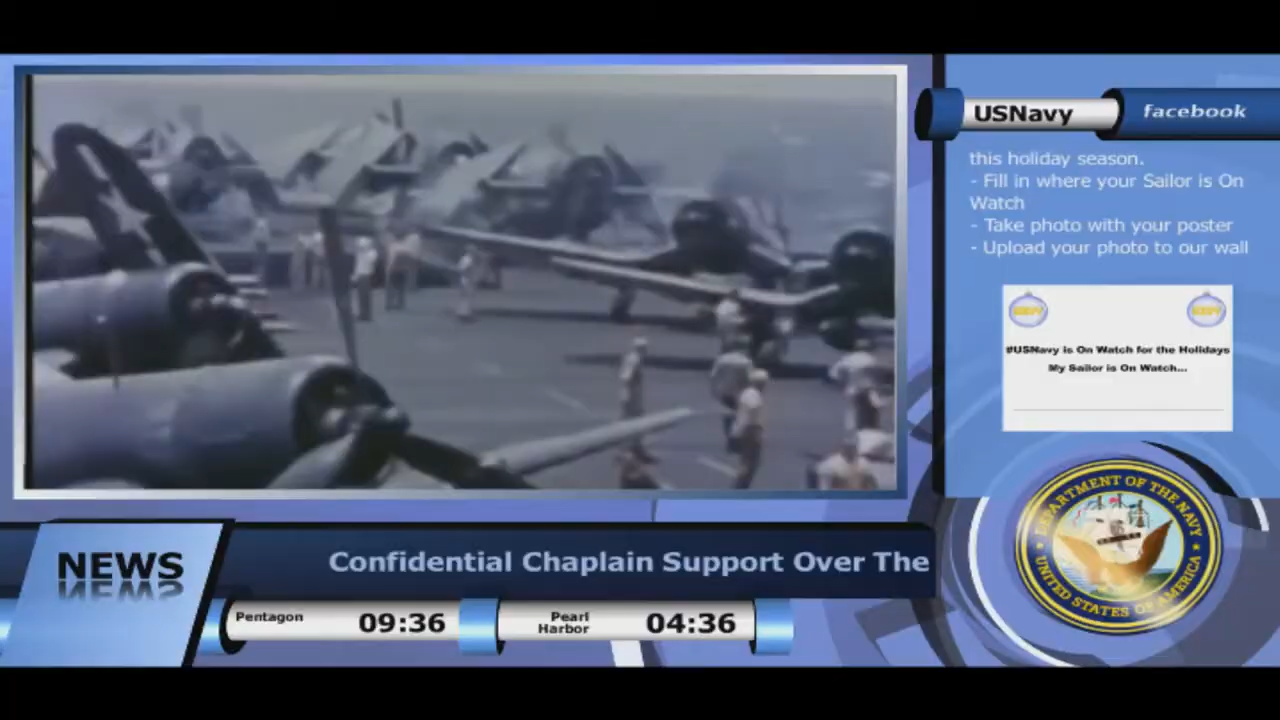 USNavy
facebook
this holiday season.
- Fill in where your Sailor is On
Watch
- Take photo with your poster
- Upload your photo to our wall
#USNavy is On Watch for the Holidays
My Sailor is On Watch...
DEPARTMENT OF THE NAVY
UNITED STATES OF AMERICA
NEWS
Confidential Chaplain Support Over The
Pentagon
09:36
Pearl
Harbor
04:36